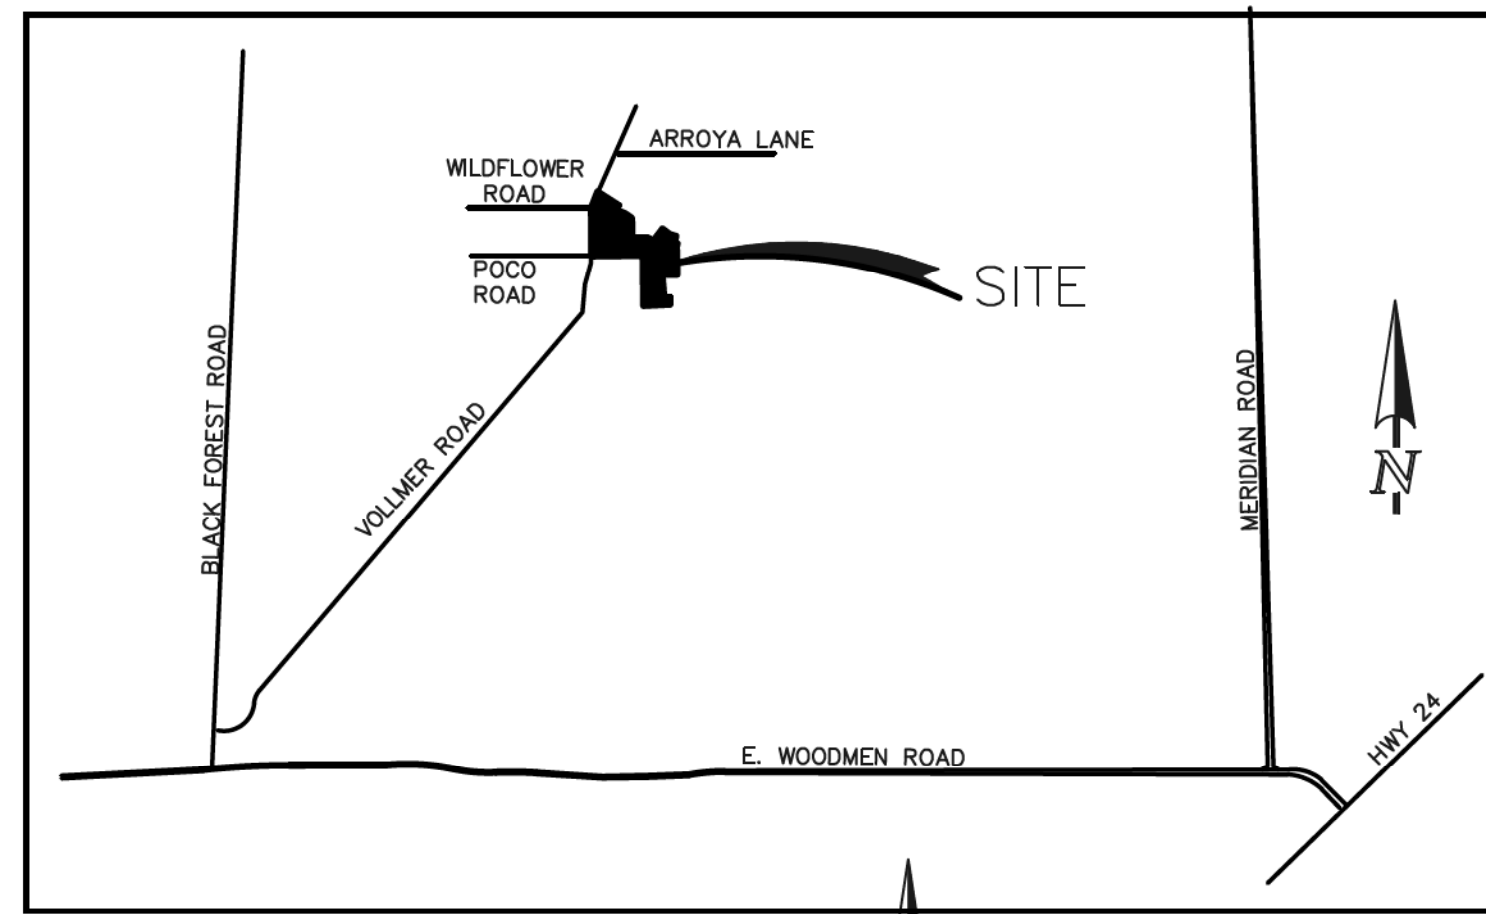 ARROYA LANE
WILDFLOWER
ROAD
POCO
ROAD
SITE
BLACK FOREST ROAD
VOLLMER ROAD
MERIDIAN ROAD
N
E. WOODMEN ROAD
HWY 24